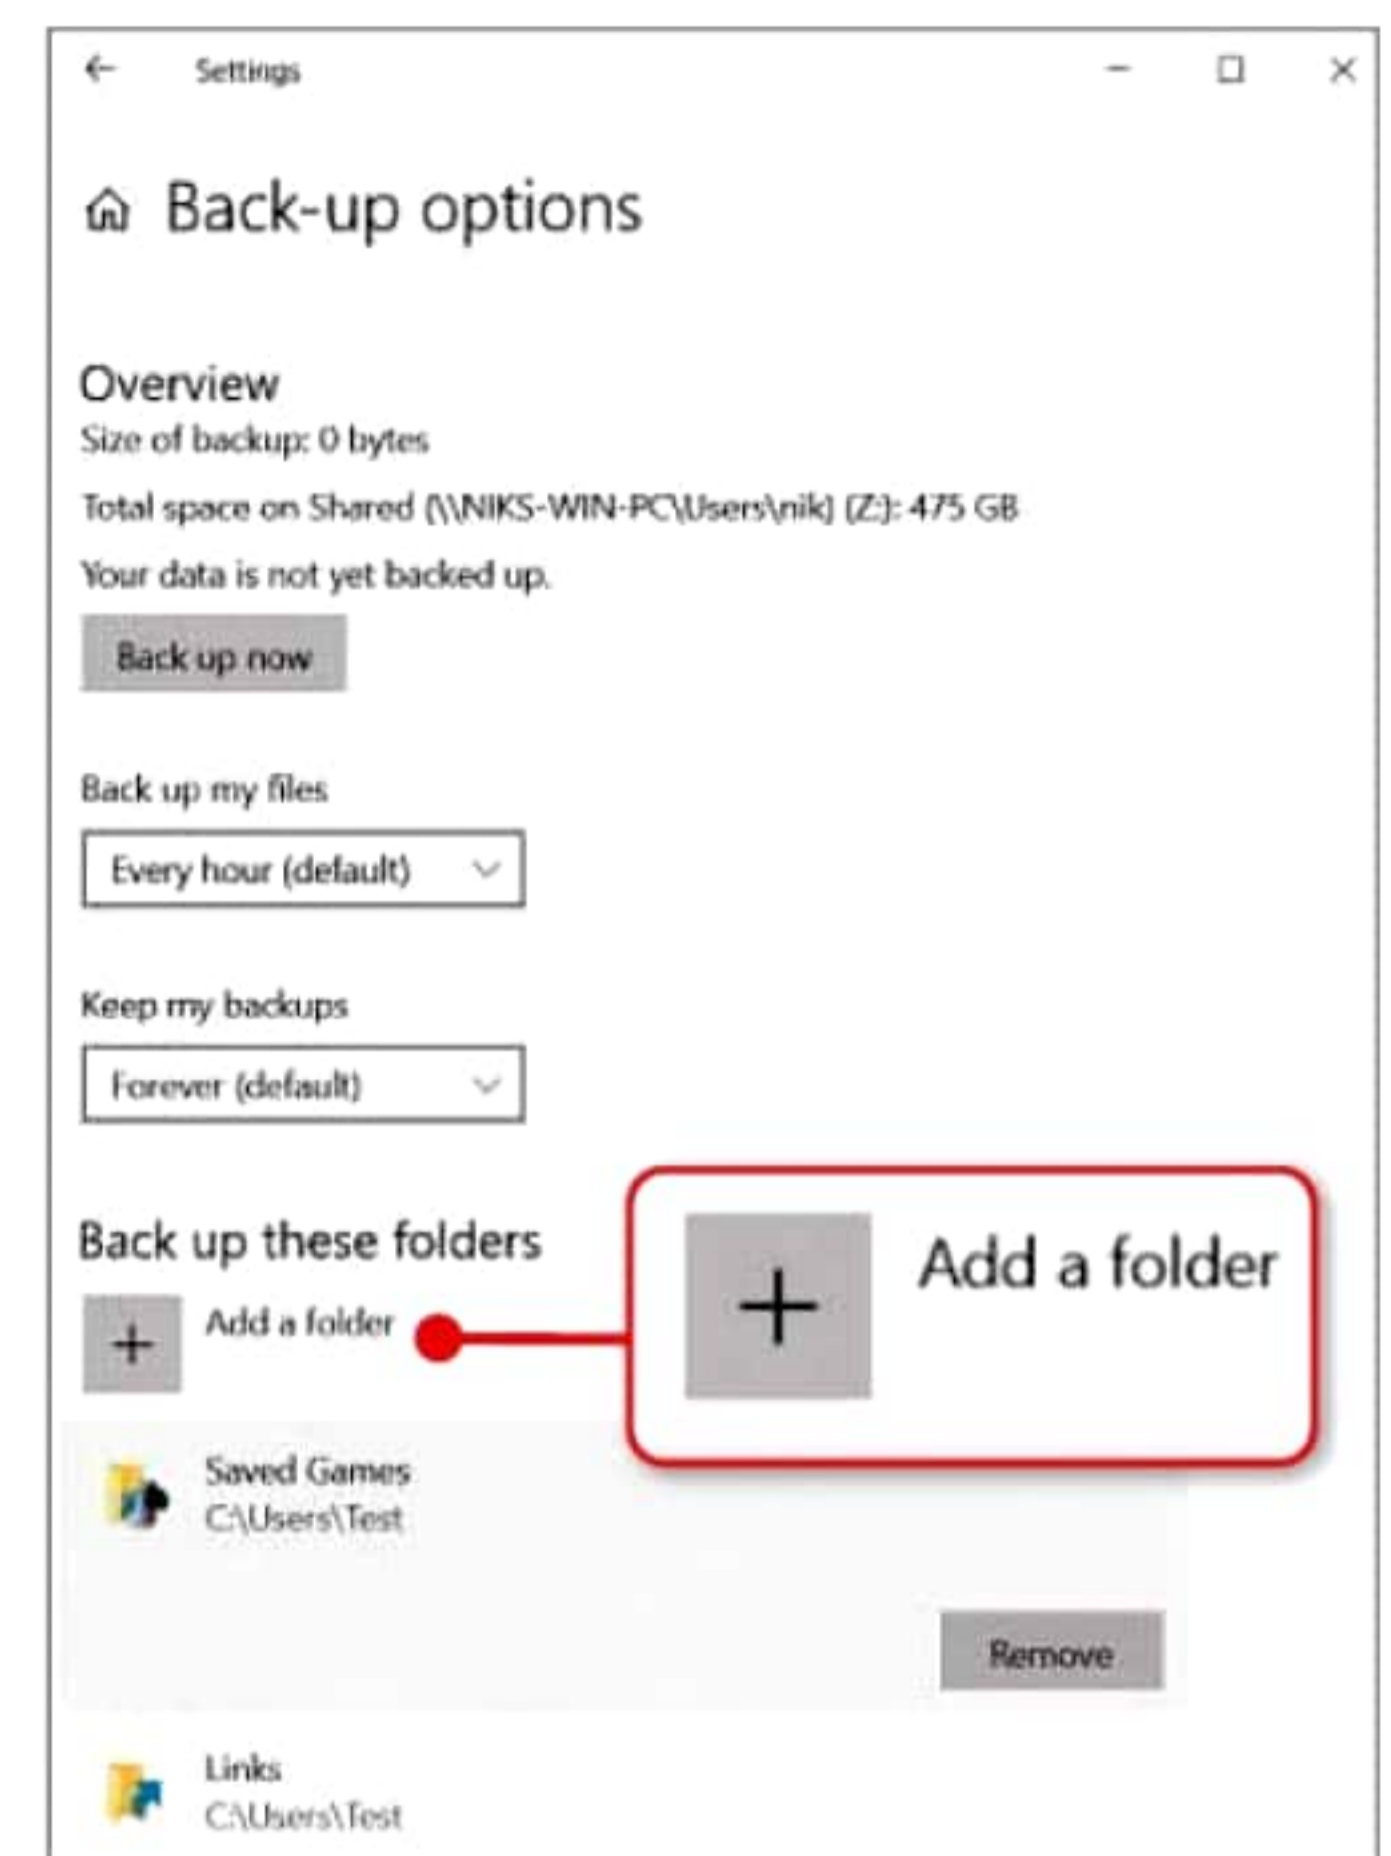 Settings
Back-up options
Overview
Size of backup: 0 bytes
Total space on Shared (\\NIKS-WIN-PC\Users\nik) (Z:): 475 GB
Your data is not yet backed up.
Back up now
Back up my files
Every hour (default)
Keep my backups
Forever (default)
Back up these folders
Add a folder
Add a folder
Saved Games
C:\Users\Test
Remove
Links
C:\Users\Test